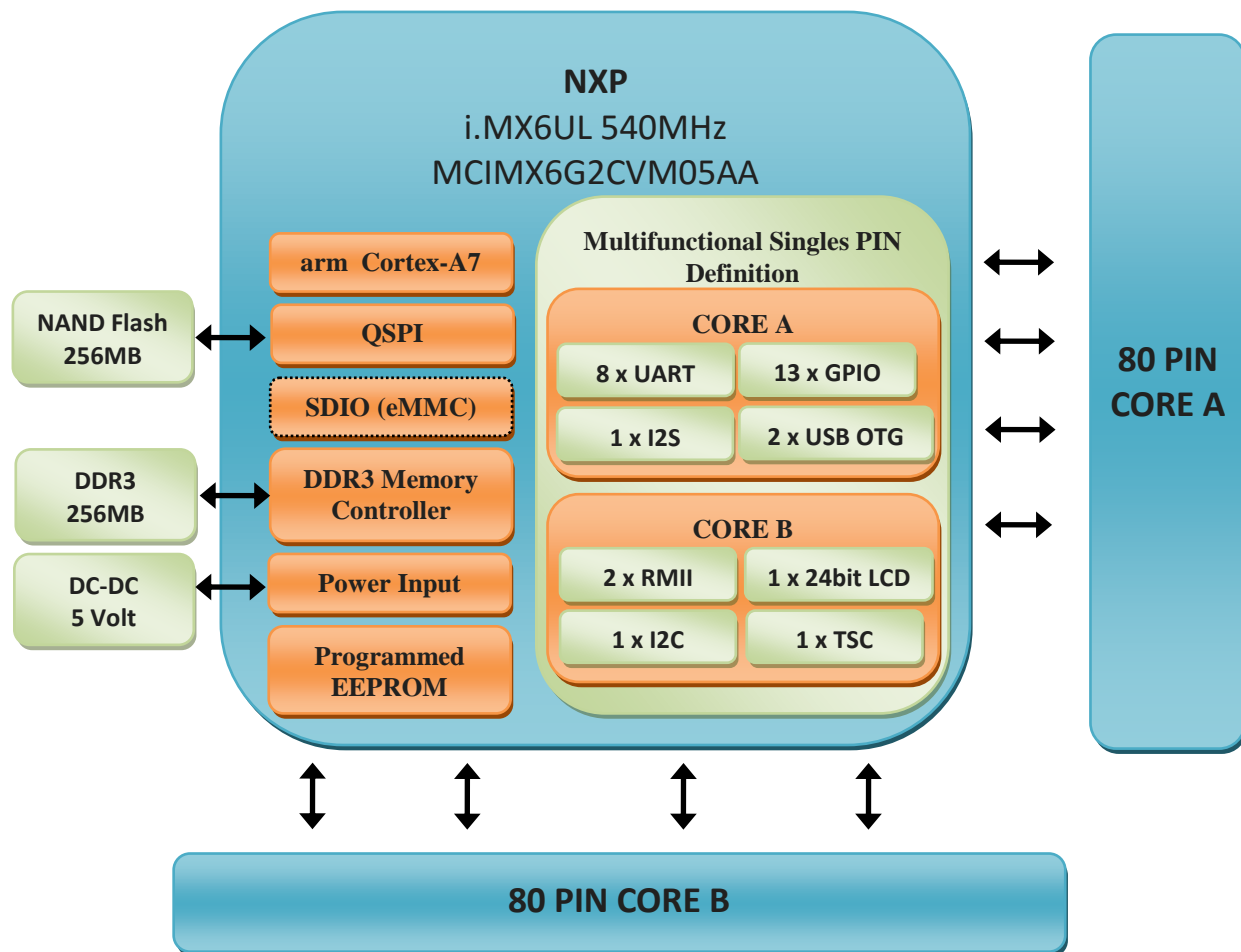 NXP
i.MX6UL 540MHz
MCIMX6G2CVM05AA
arm Cortex-A7
QSPI
SDIO (eMMC)
DDR3 Memory
Controller
Power Input
Programmed
EEPROM
NAND Flash
256MB
DDR3
256MB
DC-DC
5 Volt
Multifunctional Singles PIN
Definition
CORE A
8 x UART
13 x GPIO
1 x I2S
2 x USB OTG
CORE B
2 x RMII
1 x 24bit LCD
1 x I2C
1 x TSC
80 PIN
CORE A
80 PIN CORE B